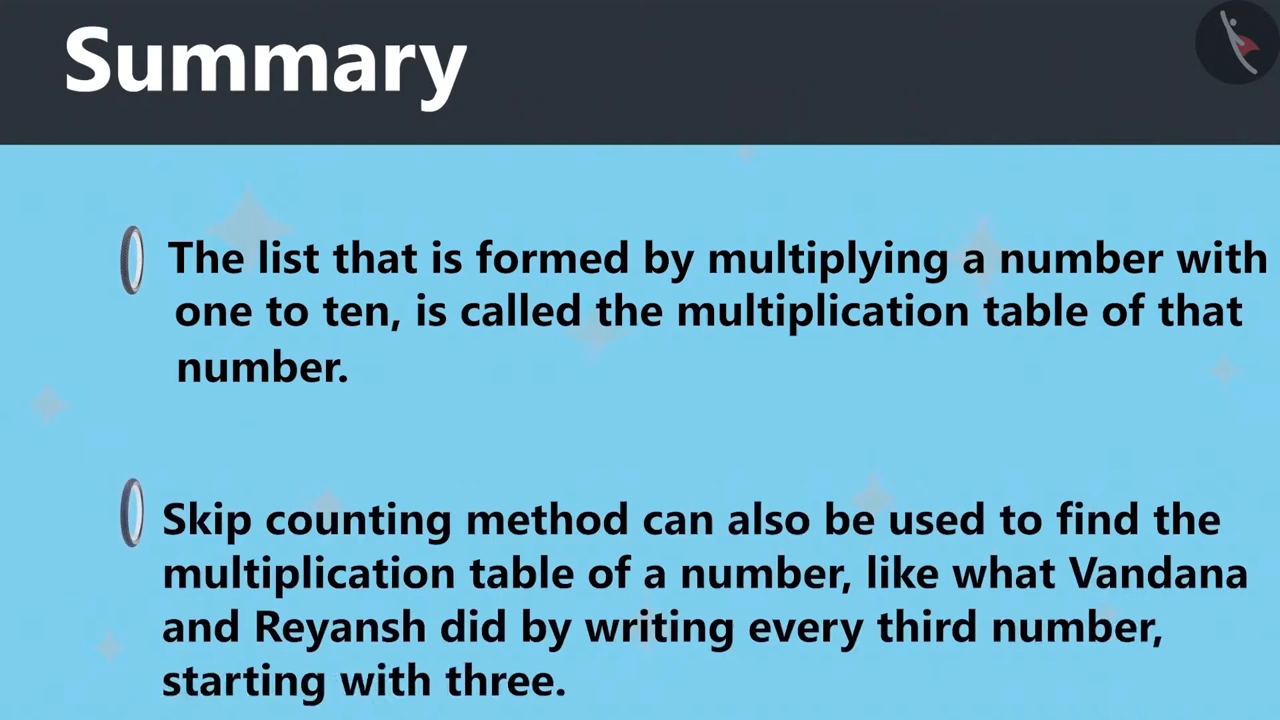 Summary
The list that is formed by multiplying a number with
one to ten, is called the multiplication table of that
number.
Skip counting method can also be used to find the
multiplication table of a number, like what Vandana
and Reyansh did by writing every third number,
starting with three.